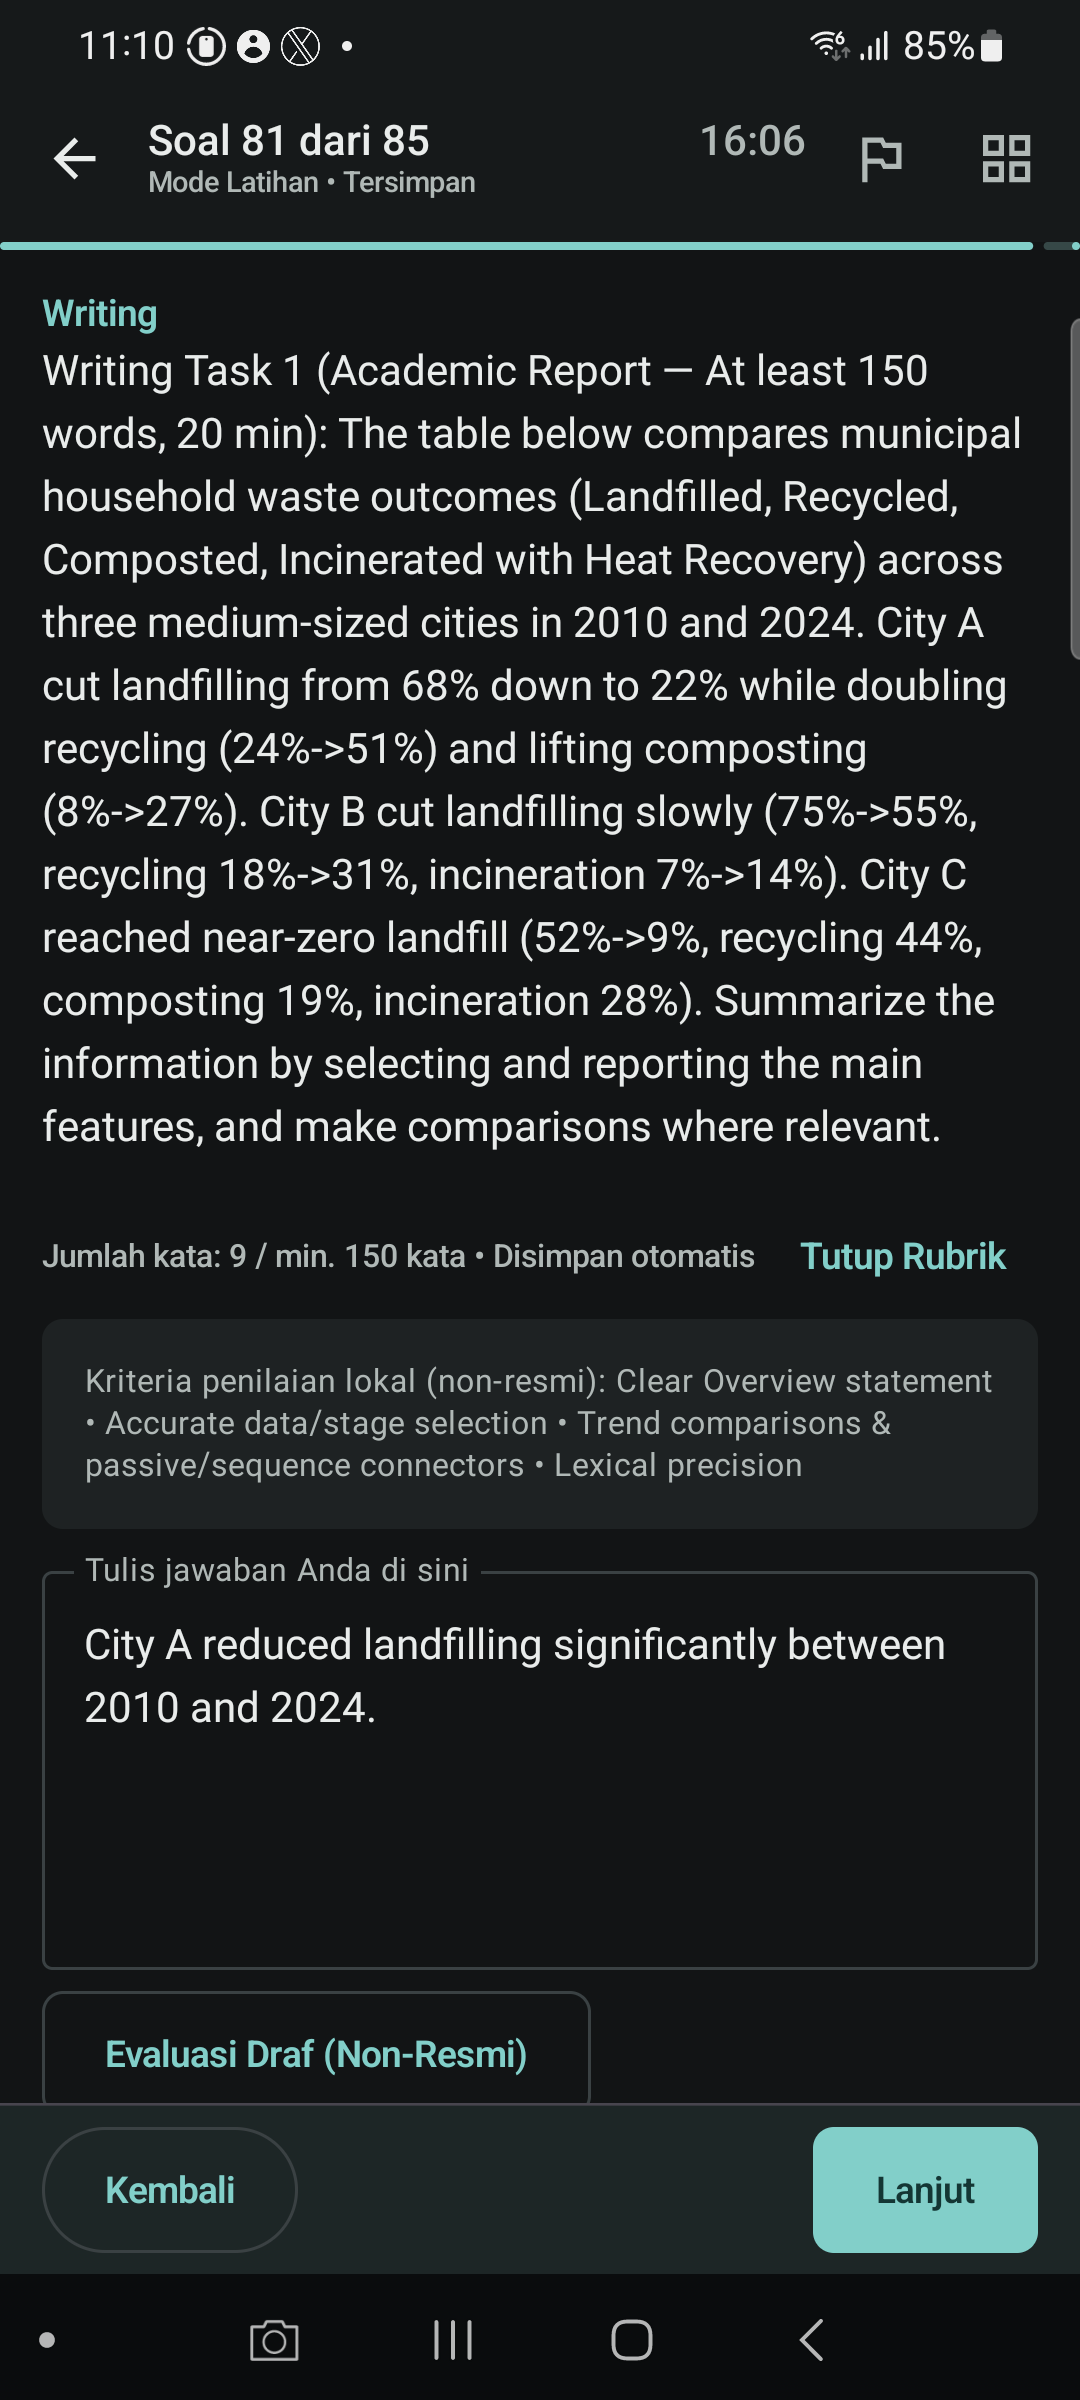 11:10
85%
Soal 81 dari 85
16:06
Mode Latihan • Tersimpan
Writing
Writing Task 1 (Academic Report — At least 150
words, 20 min): The table below compares municipal
household waste outcomes (Landfilled, Recycled,
Composted, Incinerated with Heat Recovery) across
three medium-sized cities in 2010 and 2024. City A
cut landfilling from 68% down to 22% while doubling
recycling (24%->51%) and lifting composting
(8%->27%). City B cut landfilling slowly (75%->55%,
recycling 18%->31%, incineration 7%->14%). City C
reached near-zero landfill (52%->9%, recycling 44%,
composting 19%, incineration 28%). Summarize the
information by selecting and reporting the main
features, and make comparisons where relevant.
Jumlah kata: 9 / min. 150 kata • Disimpan otomatis
Tutup Rubrik
Kriteria penilaian lokal (non-resmi): Clear Overview statement
• Accurate data/stage selection • Trend comparisons &
passive/sequence connectors • Lexical precision
Tulis jawaban Anda di sini
City A reduced landfilling significantly between
2010 and 2024.
Evaluasi Draf (Non-Resmi)
Kembali
Lanjut